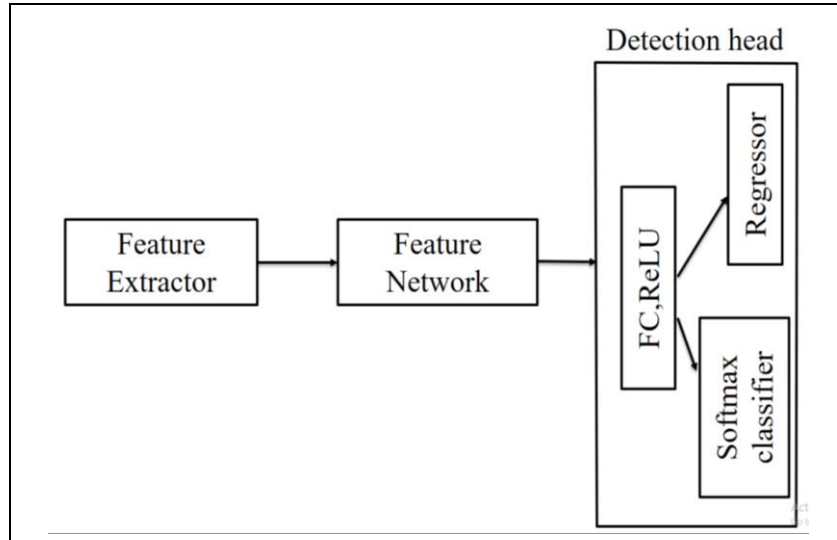 Detection head
Feature
Extractor
Feature
Network
FC,ReLU
Regressor
Softmax
classifier